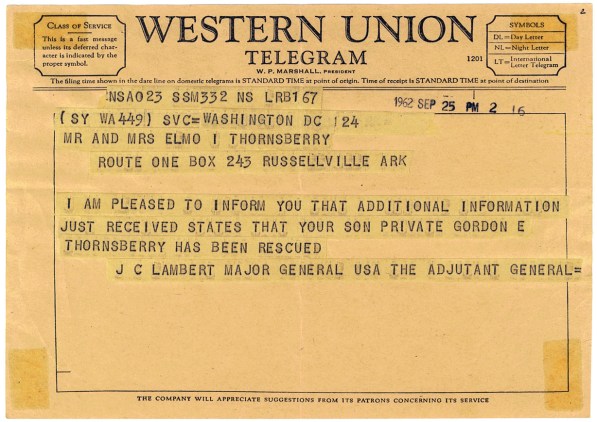 2
CLASS OF SERVICE
This is a fast message
unless its deferred char-
acter is indicated by the
proper symbol.
WESTERN UNION
TELEGRAM
W. P. MARSHALL, PRESIDENT
1201
SYMBOLS
DL=Day Letter
NL=Night Letter
LT=International Letter Telegram
The filing time shown in the date line on domestic telegrams is STANDARD TIME at point of origin. Time of receipt is STANDARD TIME at point of destination
NSA023 SSM332 NS LRB167
1962 SEP 25 PM 2 16
(SY WA449) SVC=WASHINGTON DC 124
MR AND MRS ELMO I THORNSBERRY
ROUTE ONE BOX 243 RUSSELLVILLE ARK
I AM PLEASED TO INFORM YOU THAT ADDITIONAL INFORMATION
JUST RECEIVED STATES THAT YOUR SON PRIVATE GORDON E
THORNSBERRY HAS BEEN RESCUED
J C LAMBERT MAJOR GENERAL USA THE ADJUTANT GENERAL=
THE COMPANY WILL APPRECIATE SUGGESTIONS FROM ITS PATRONS CONCERNING ITS SERVICE